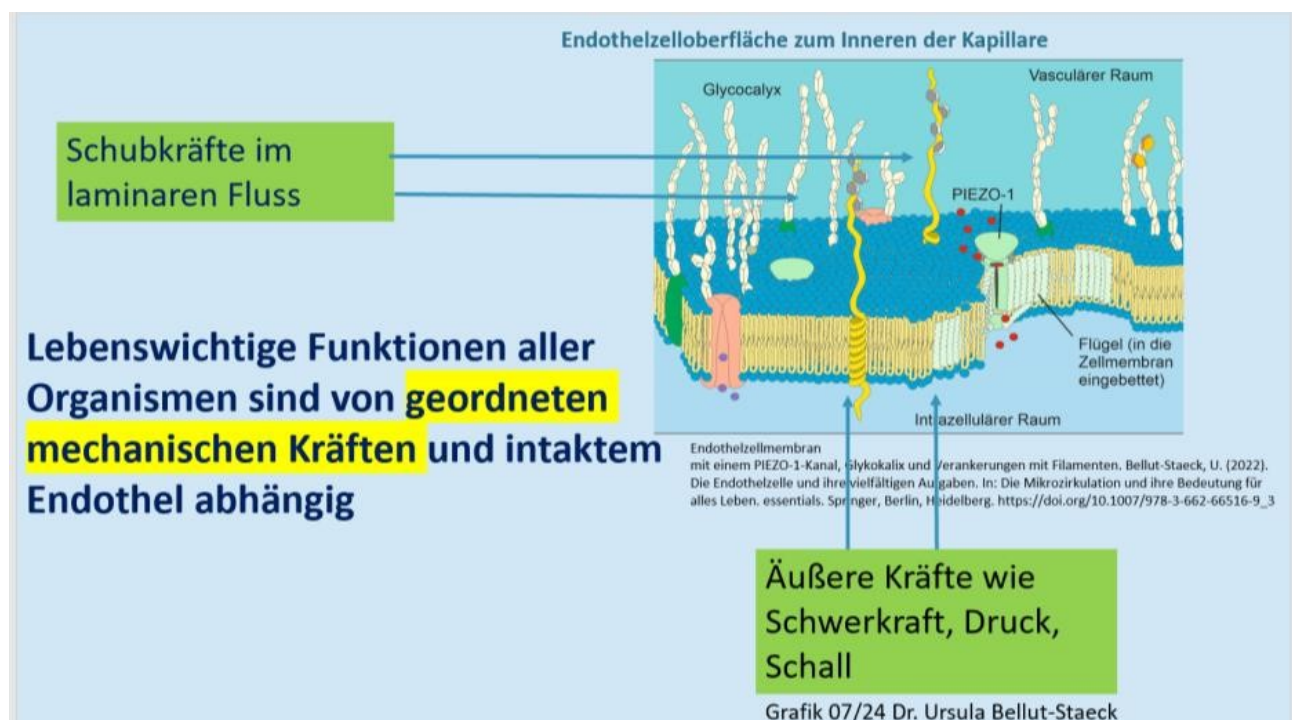 Endothelzelloberfläche zum Inneren der Kapillare
Glycocalyx
Vasculärer Raum
Schubkräfte im
laminaren Fluss
PIEZO-1
Flügel (in die
Zellmembran
eingebettet)
Intrazellulärer Raum
Lebenswichtige Funktionen aller
Organismen sind von geordneten
mechanischen Kräften und intaktem
Endothel abhängig
Endothelzellmembran
mit einem PIEZO-1-Kanal, Glykokalix und Verankerungen mit Filamenten. Bellut-Staeck, U. (2022).
Die Endothelzelle und ihre vielfältigen Aufgaben. In: Die Mikrozirkulation und ihre Bedeutung für
alles Leben. essentials. Springer, Berlin, Heidelberg. https://doi.org/10.1007/978-3-662-66516-9_3
Äußere Kräfte wie
Schwerkraft, Druck,
Schall
Grafik 07/24 Dr. Ursula Bellut-Staeck